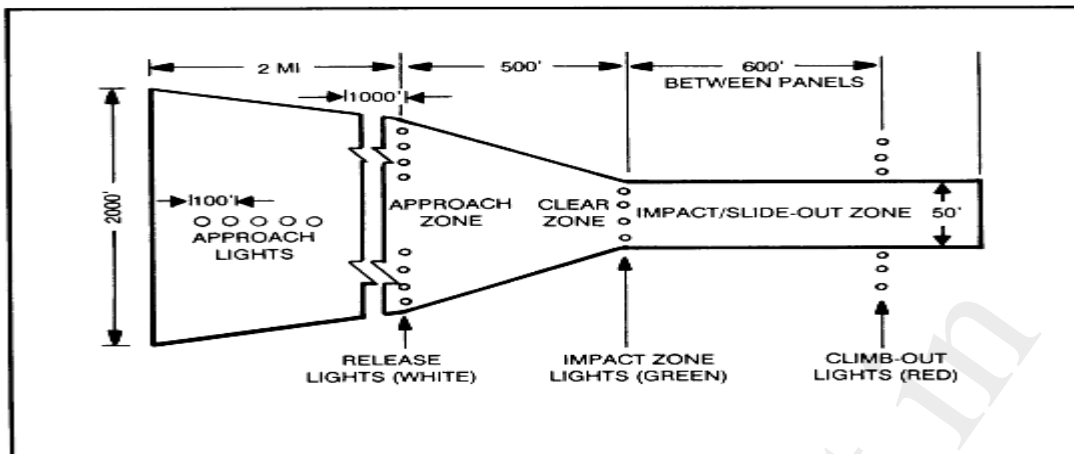 2 MI
500'
600'
BETWEEN PANELS
1000'
2000'
100'
APPROACH
LIGHTS
APPROACH
ZONE
CLEAR
ZONE
IMPACT/SLIDE-OUT ZONE
50'
RELEASE
LIGHTS (WHITE)
IMPACT ZONE
LIGHTS (GREEN)
CLIMB-OUT
LIGHTS (RED)